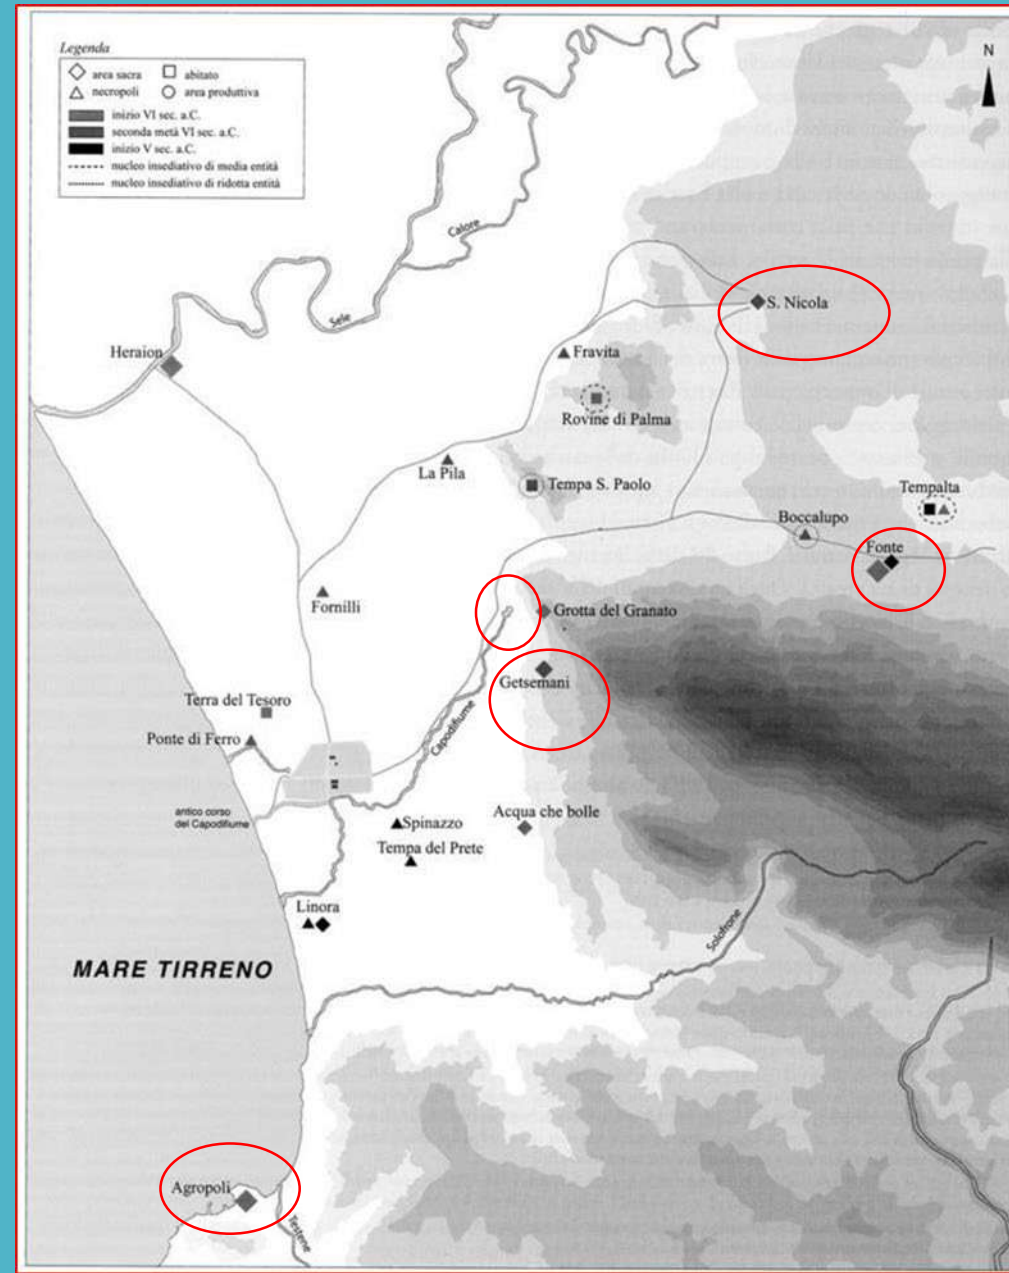 Legenda
area sacra
abitato
necropoli
area produttiva
inizio VI sec. a.C.
seconda metà VI sec. a.C.
inizio V sec. a.C.
nucleo insediativo di media entità
nucleo insediativo di ridotta entità
N
Calore
Sele
S. Nicola
Heraion
Fravita
Rovine di Palma
La Pila
Tempa S. Paolo
Tempalta
Boccalupo
Fonte
Fornilli
Grotta del Granato
Getsemani
Terra del Tesoro
Capodifiume
Ponte di Ferro
antico corso
del Capodifiume
Acqua che bolle
Spinazzo
Tempa del Prete
Linora
Solofrone
MARE TIRRENO
Agropoli
Testene